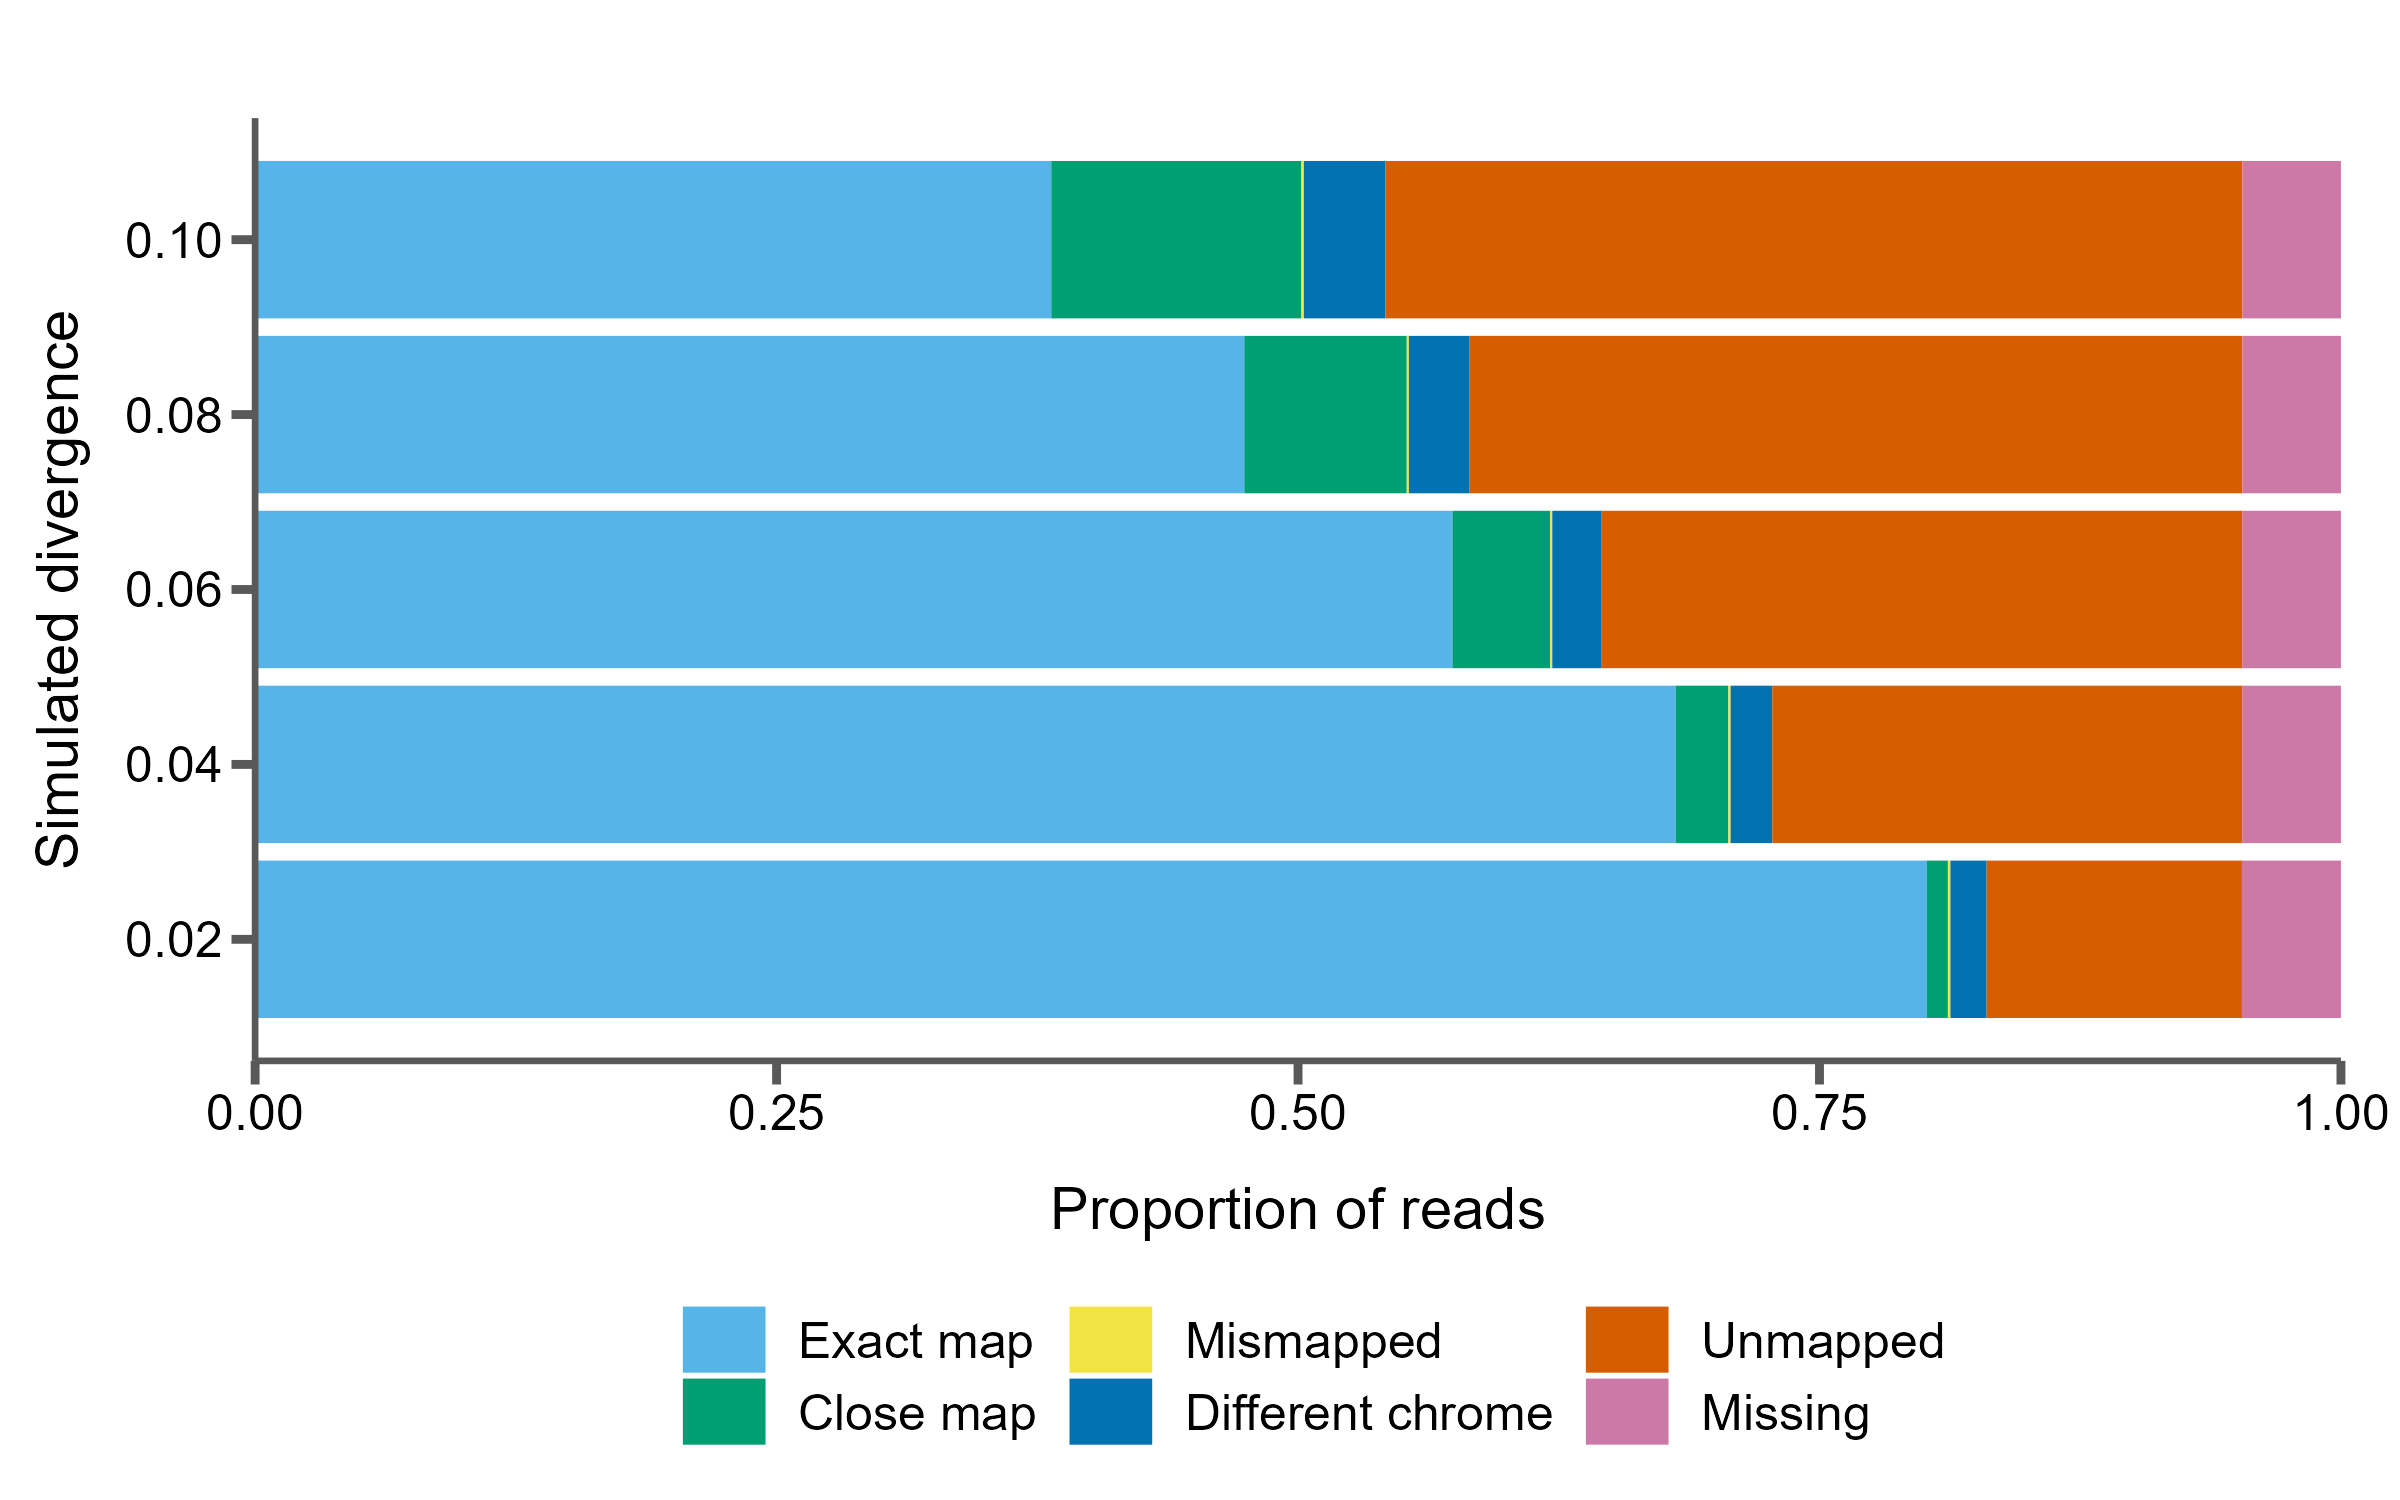 Simulated divergence
0.10
0.08
0.06
0.04
0.02
0.00 0.25 0.50 0.75 1.00
Proportion of reads
Exact map Mismapped Unmapped
Close map Different chrome Missing